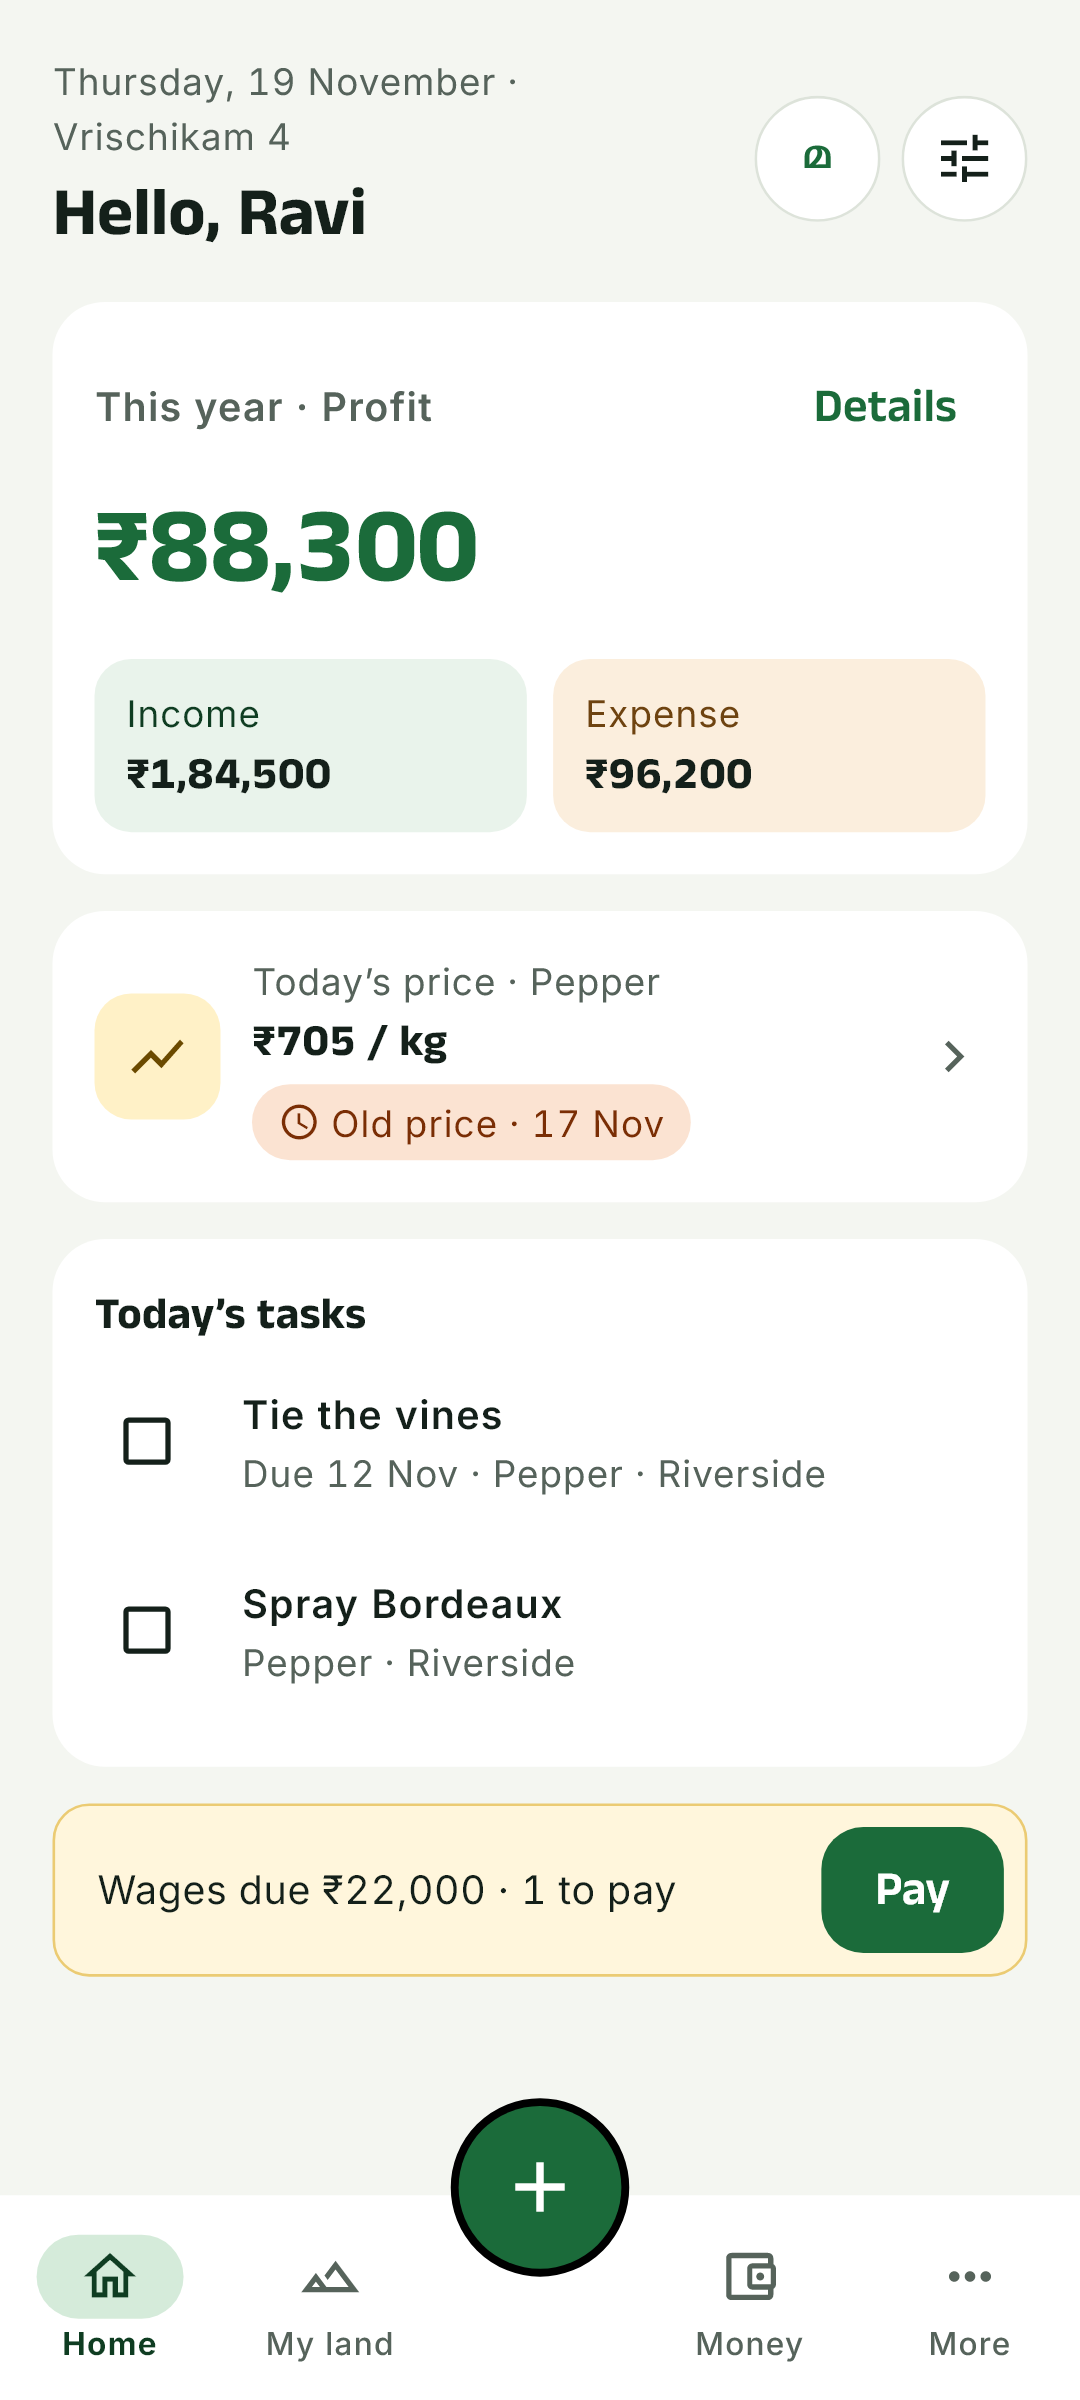 Thursday, 19 November ·
Vrischikam 4
Hello, Ravi
മ
This year · Profit
Details
₹88,300
Income
₹1,84,500
Expense
₹96,200
Today’s price · Pepper
₹705 / kg
Old price · 17 Nov
Today’s tasks
Tie the vines
Due 12 Nov · Pepper · Riverside
Spray Bordeaux
Pepper · Riverside
Wages due ₹22,000 · 1 to pay
Pay
Home
My land
Money
More